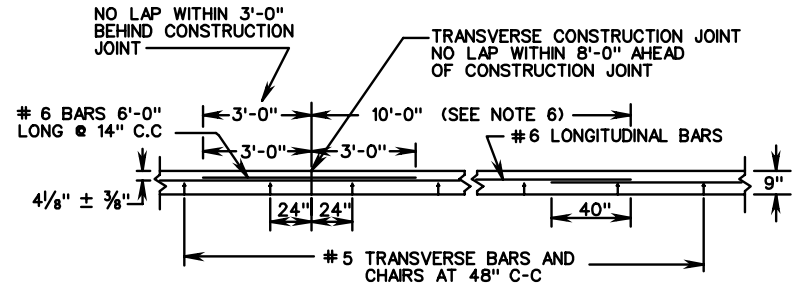 NO LAP WITHIN 3'-0"
BEHIND CONSTRUCTION
JOINT
TRANSVERSE CONSTRUCTION JOINT
NO LAP WITHIN 8'-0" AHEAD
OF CONSTRUCTION JOINT
# 6 BARS 6'-0"
LONG @ 14" C.C
3'-0"
10'-0" (SEE NOTE 6)
#6 LONGITUDINAL BARS
3'-0"
3'-0"
4⅛" ± ⅜"
9"
24"
24"
40"
#5 TRANSVERSE BARS AND
CHAIRS AT 48" C-C